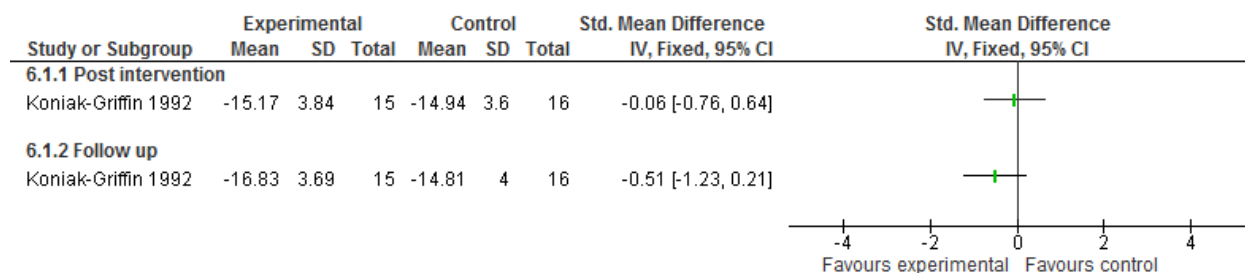 Experimental Control Std. Mean Difference Std. Mean Difference
Study or Subgroup Mean SD Total Mean SD Total IV, Fixed, 95% CI IV, Fixed, 95% CI
6.1.1 Post intervention
Koniak-Griffin 1992 -15.17 3.84 15 -14.94 3.6 16 -0.06 [-0.76, 0.64]
6.1.2 Follow up
Koniak-Griffin 1992 -16.83 3.69 15 -14.81 4 16 -0.51 [-1.23, 0.21]
-4 -2 0 2 4
Favours experimental Favours control